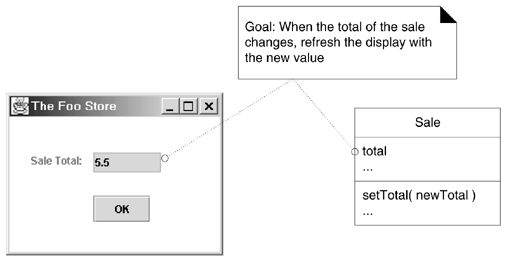 Goal: When the total of the sale
changes, refresh the display with
the new value
The Foo Store
Sale Total: 5.5
OK
Sale
total
...
setTotal( newTotal )
...